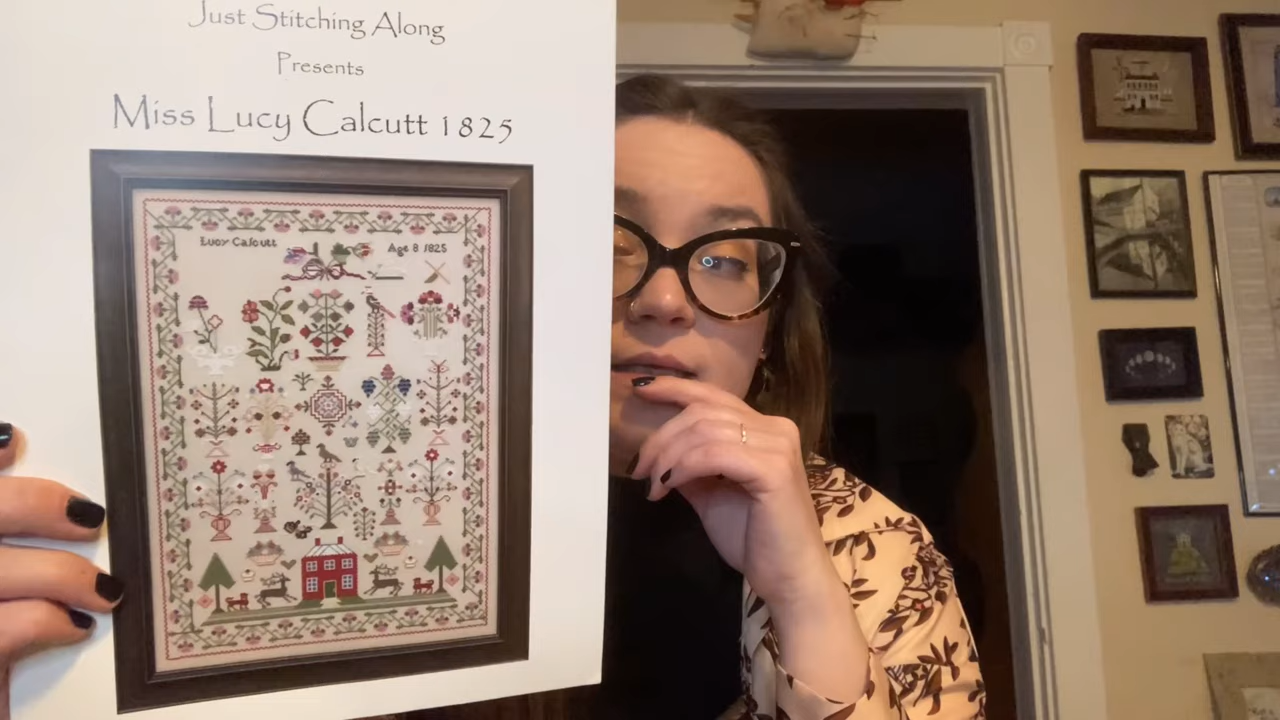 Just Stitching Along
Presents
Miss Lucy Calcutt 1825
Lucy Calcutt
Age 8 1825